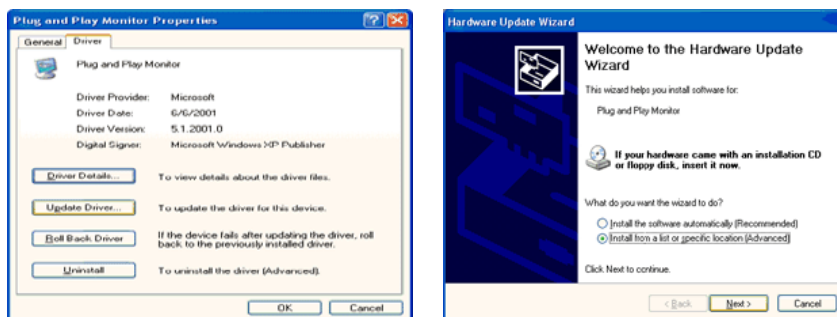 Plug and Play Monitor Properties
General
Driver
Plug and Play Monitor
Driver Provider: Microsoft
Driver Date: 6/6/2001
Driver Version: 5.1.2001.0
Digital Signer: Microsoft Windows XP Publisher
Driver Details...
To view details about the driver files.
Update Driver...
To update the driver for this device.
Roll Back Driver
If the device fails after updating the driver, roll
back to the previously installed driver.
Uninstall
To uninstall the driver (Advanced).
OK
Cancel
Hardware Update Wizard
Welcome to the Hardware Update
Wizard
This wizard helps you install software for:
Plug and Play Monitor
If your hardware came with an installation CD
or floppy disk, insert it now.
What do you want the wizard to do?
Install the software automatically (Recommended)
Install from a list or specific location (Advanced)
Click Next to continue.
< Back
Next >
Cancel